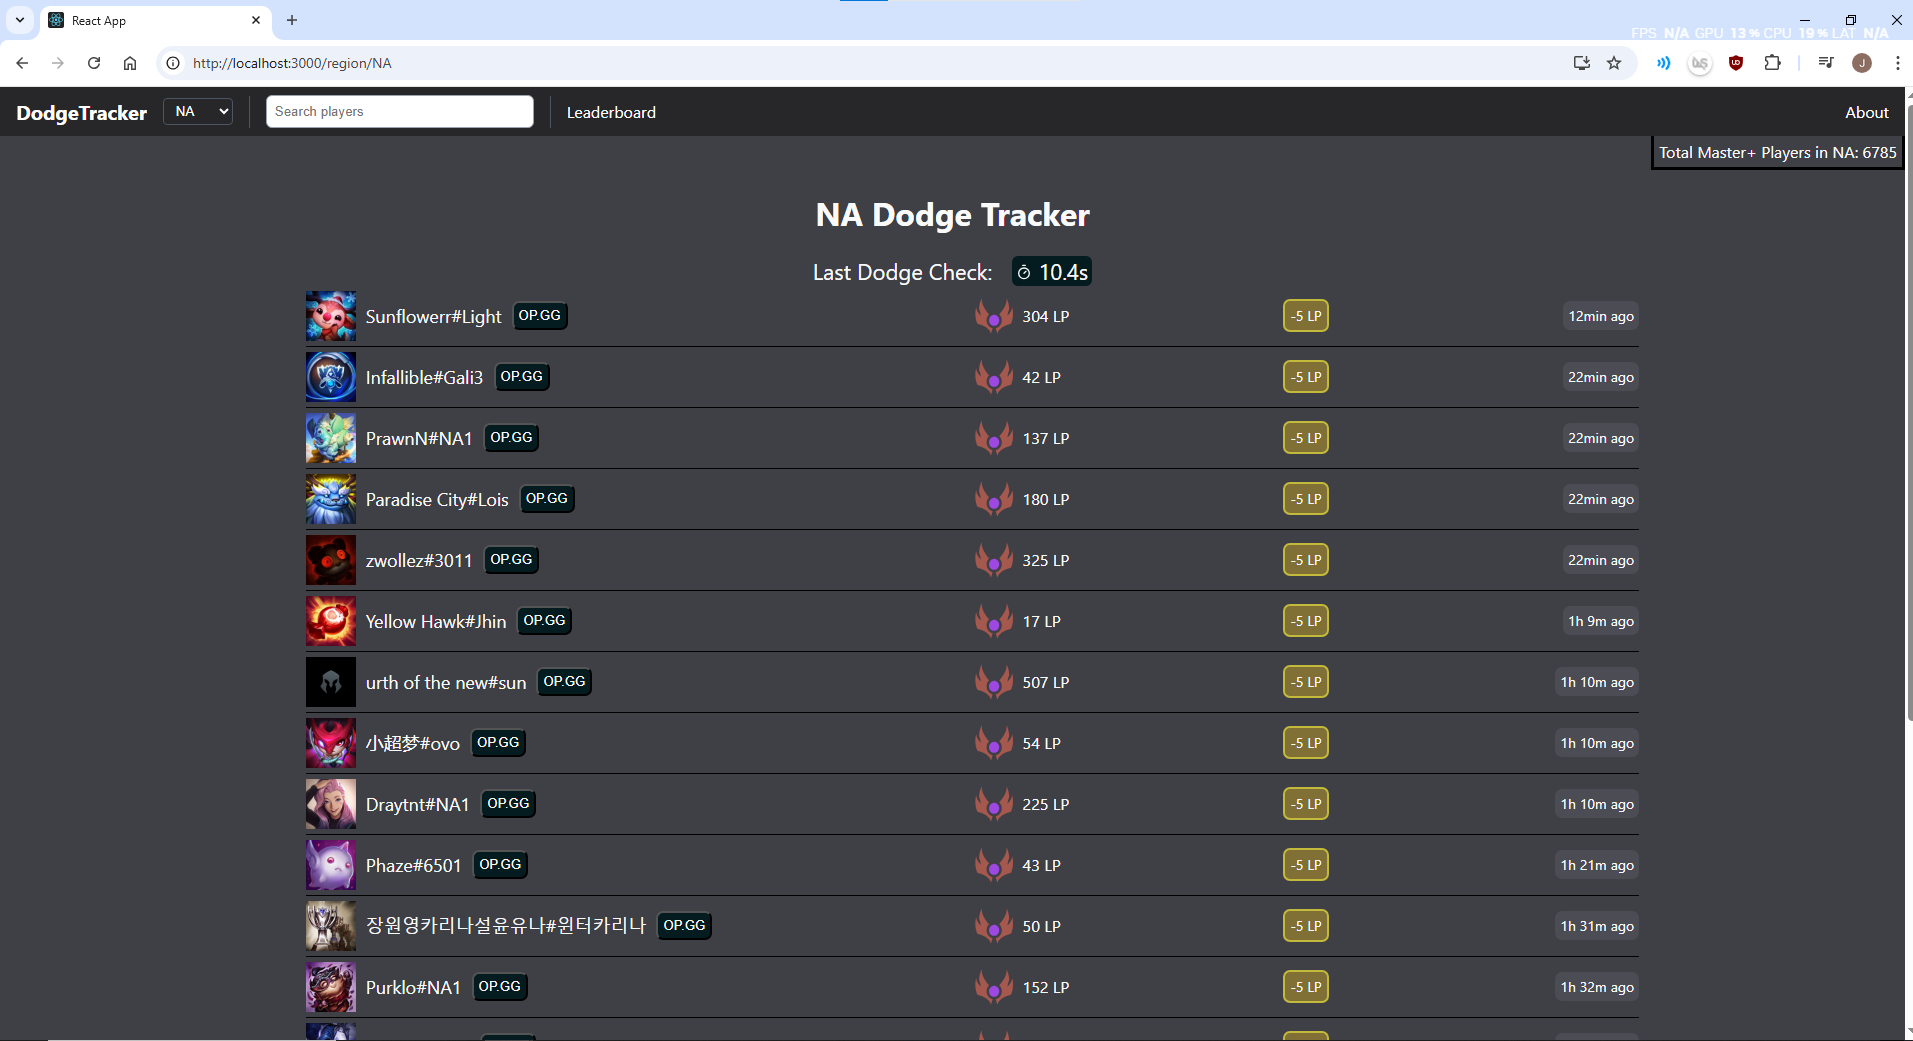 React App
FPS N/A GPU 13 % CPU 19 % LAT N/A
http://localhost:3000/region/NA
J
DodgeTracker NA Search players Leaderboard About
Total Master+ Players in NA: 6785
NA Dodge Tracker
Last Dodge Check: 10.4s
Sunflowerr#Light OP.GG 304 LP -5 LP 12min ago
Infallible#Gali3 OP.GG 42 LP -5 LP 22min ago
PrawnN#NA1 OP.GG 137 LP -5 LP 22min ago
Paradise City#Lois OP.GG 180 LP -5 LP 22min ago
zwollez#3011 OP.GG 325 LP -5 LP 22min ago
Yellow Hawk#Jhin OP.GG 17 LP -5 LP 1h 9m ago
urth of the new#sun OP.GG 507 LP -5 LP 1h 10m ago
小超梦#ovo OP.GG 54 LP -5 LP 1h 10m ago
Draytnt#NA1 OP.GG 225 LP -5 LP 1h 10m ago
Phaze#6501 OP.GG 43 LP -5 LP 1h 21m ago
장원영카리나설윤유나#윈터카리나 OP.GG 50 LP -5 LP 1h 31m ago
Purklo#NA1 OP.GG 152 LP -5 LP 1h 32m ago